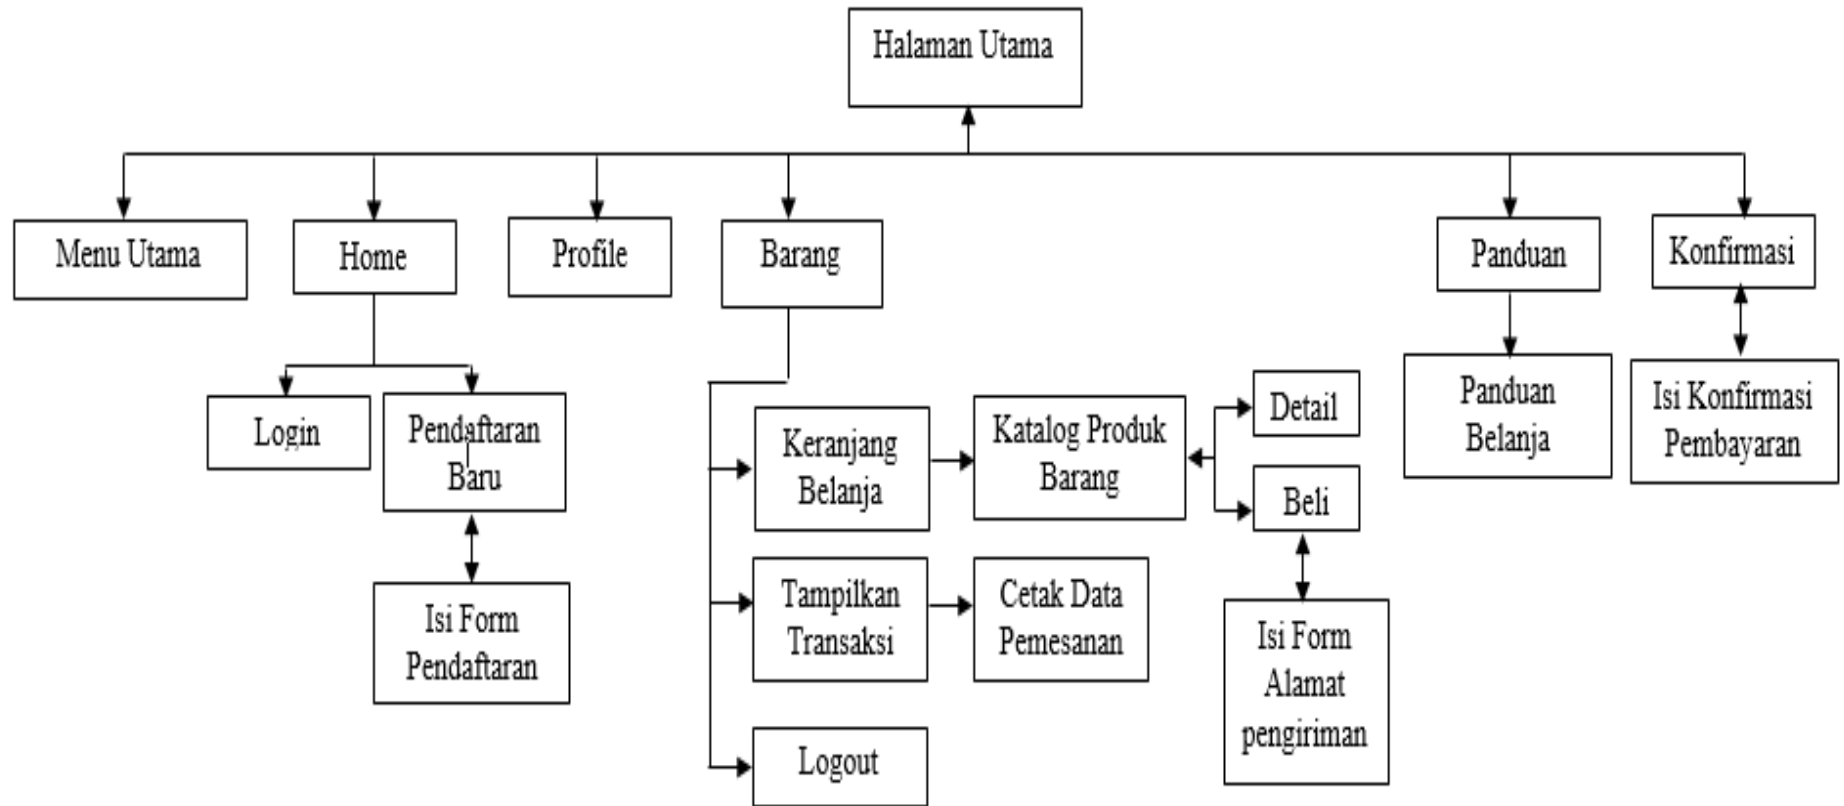 Halaman Utama
Menu Utama
Home
Profile
Barang
Panduan
Konfirmasi
Login
Pendaftaran
Baru
Isi Form
Pendaftaran
Keranjang
Belanja
Katalog Produk
Barang
Detail
Beli
Tampilkan
Transaksi
Cetak Data
Pemesanan
Isi Form
Alamat
pengiriman
Logout
Panduan
Belanja
Isi Konfirmasi
Pembayaran